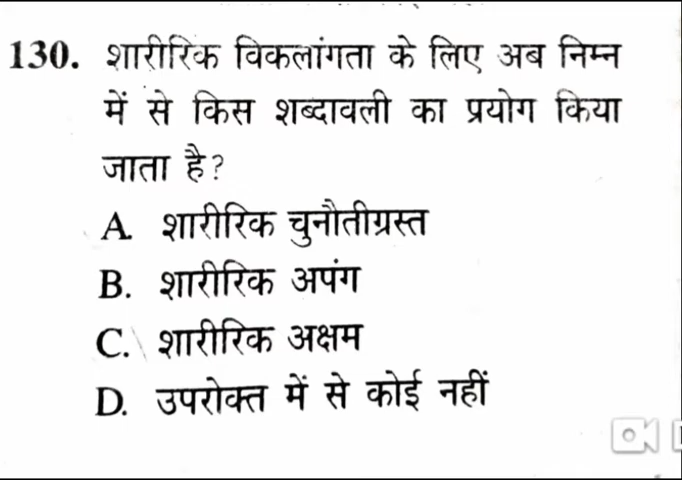 130. शारीरिक विकलांगता के लिए अब निम्न
में से किस शब्दावली का प्रयोग किया
जाता है?
A. शारीरिक चुनौतीग्रस्त
B. शारीरिक अपंग
C. शारीरिक अक्षम
D. उपरोक्त में से कोई नहीं